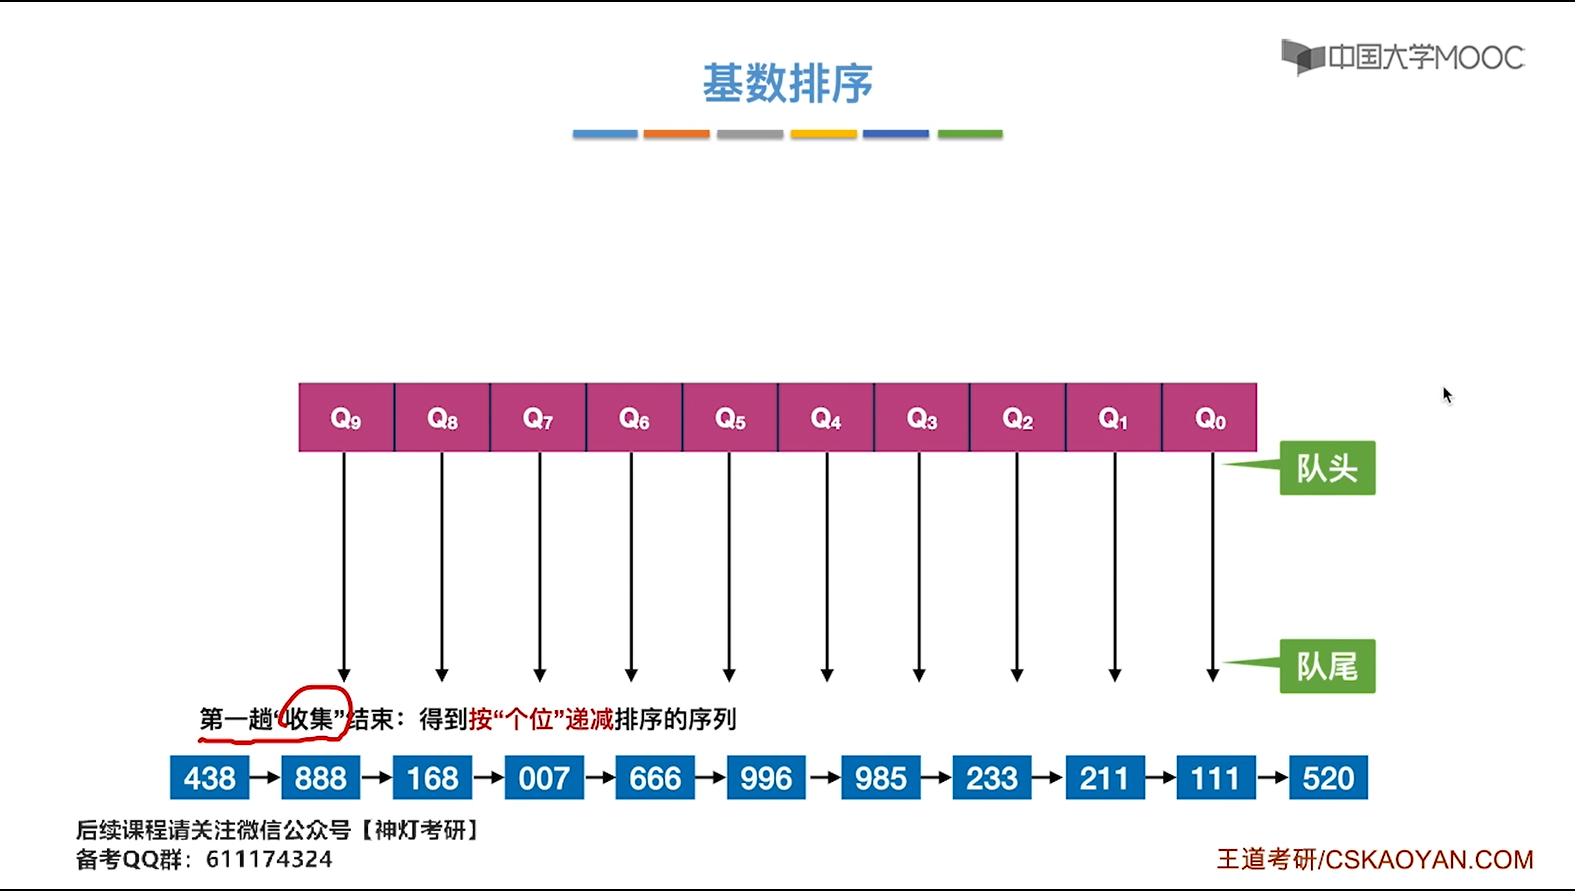 中国大学MOOC
基数排序
Q₉ Q₈ Q₇ Q₆ Q₅ Q₄ Q₃ Q₂ Q₁ Q₀
队头
队尾
第一趟“收集”结束：得到按“个位”递减排序的序列
438 888 168 007 666 996 985 233 211 111 520
后续课程请关注微信公众号【神灯考研】
备考QQ群：611174324
王道考研/CSKAOYAN.COM